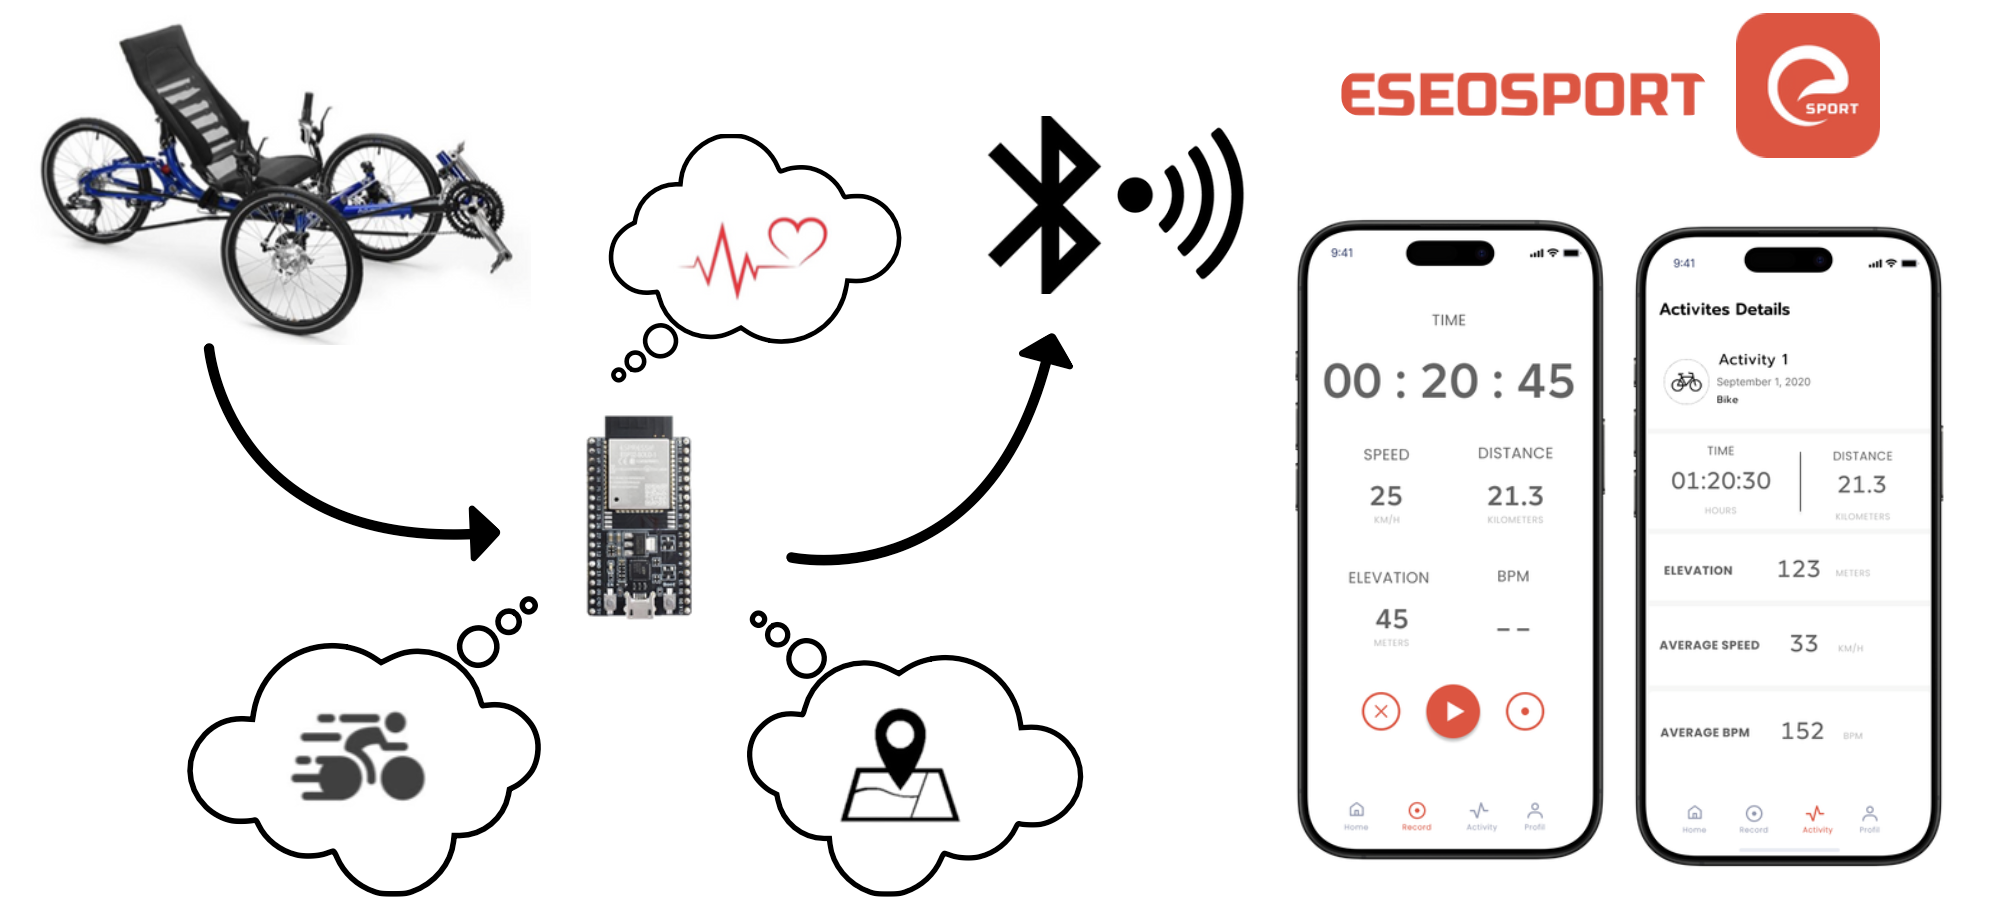 ESEOSPORT
SPORT
9:41
TIME
00 : 20 : 45
SPEED
DISTANCE
25
21.3
KM/H
KILOMETERS
ELEVATION
BPM
45
--
METERS
Home
Record
Activity
Profil
9:41
Activites Details
Activity 1
September 1, 2020
Bike
TIME
DISTANCE
01:20:30
21.3
HOURS
KILOMETERS
ELEVATION
123
METERS
AVERAGE SPEED
33
KM/H
AVERAGE BPM
152
BPM
Home
Record
Activity
Profil